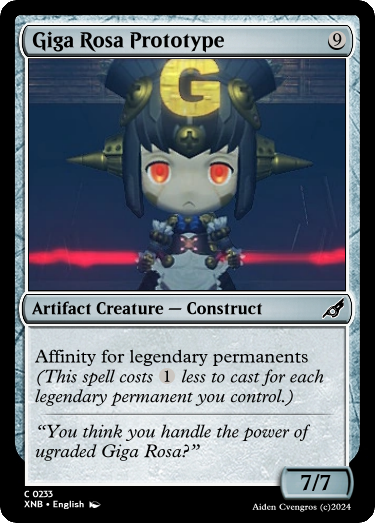 Giga Rosa Prototype 9
G
Artifact Creature — Construct
Affinity for legendary permanents
(This spell costs 1 less to cast for each
legendary permanent you control.)
“You think you handle the power of
ugraded Giga Rosa?”
7/7
C 0233
XNB • English
Aiden Cvengros (c)2024